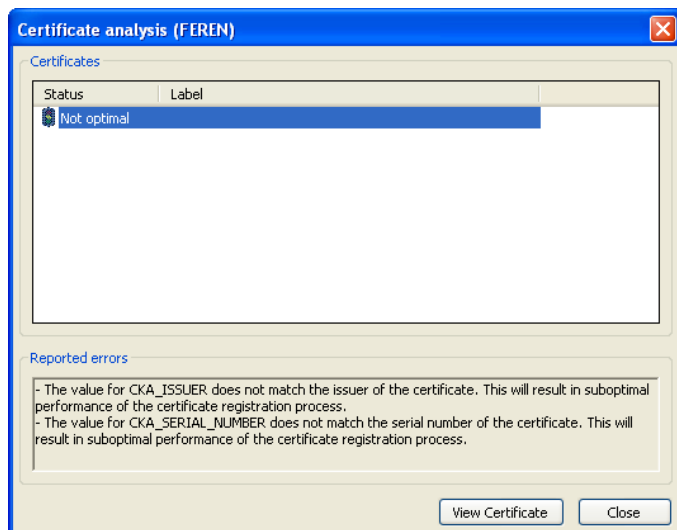 Certificate analysis (FEREN)
Certificates
Status Label
Not optimal
Reported errors
- The value for CKA_ISSUER does not match the issuer of the certificate. This will result in suboptimal
performance of the certificate registration process.
- The value for CKA_SERIAL_NUMBER does not match the serial number of the certificate. This will
result in suboptimal performance of the certificate registration process.
View Certificate Close